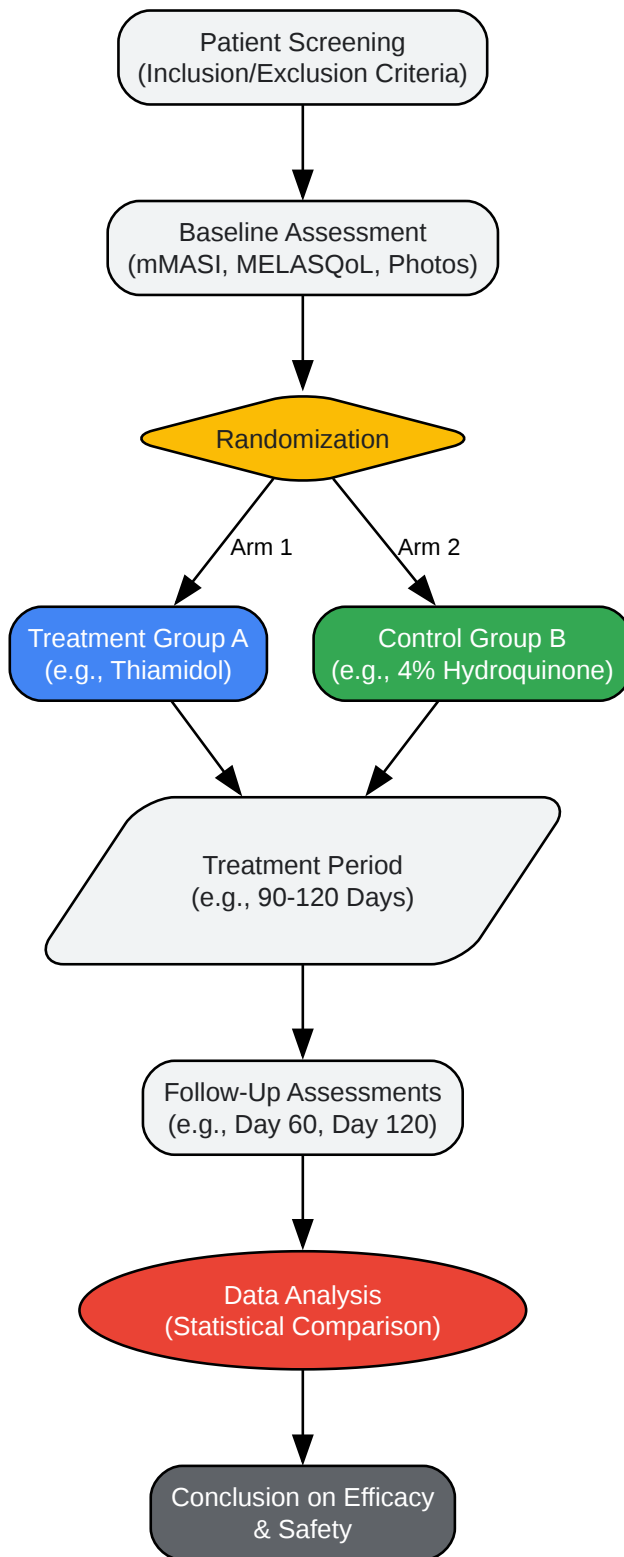 Patient Screening
(Inclusion/Exclusion Criteria)
Baseline Assessment
(mMASI, MELASQoL, Photos)
Randomization
Arm 1
Arm 2
Treatment Group A
(e.g., Thiamidol)
Control Group B
(e.g., 4% Hydroquinone)
Treatment Period
(e.g., 90-120 Days)
Follow-Up Assessments
(e.g., Day 60, Day 120)
Data Analysis
(Statistical Comparison)
Conclusion on Efficacy
& Safety